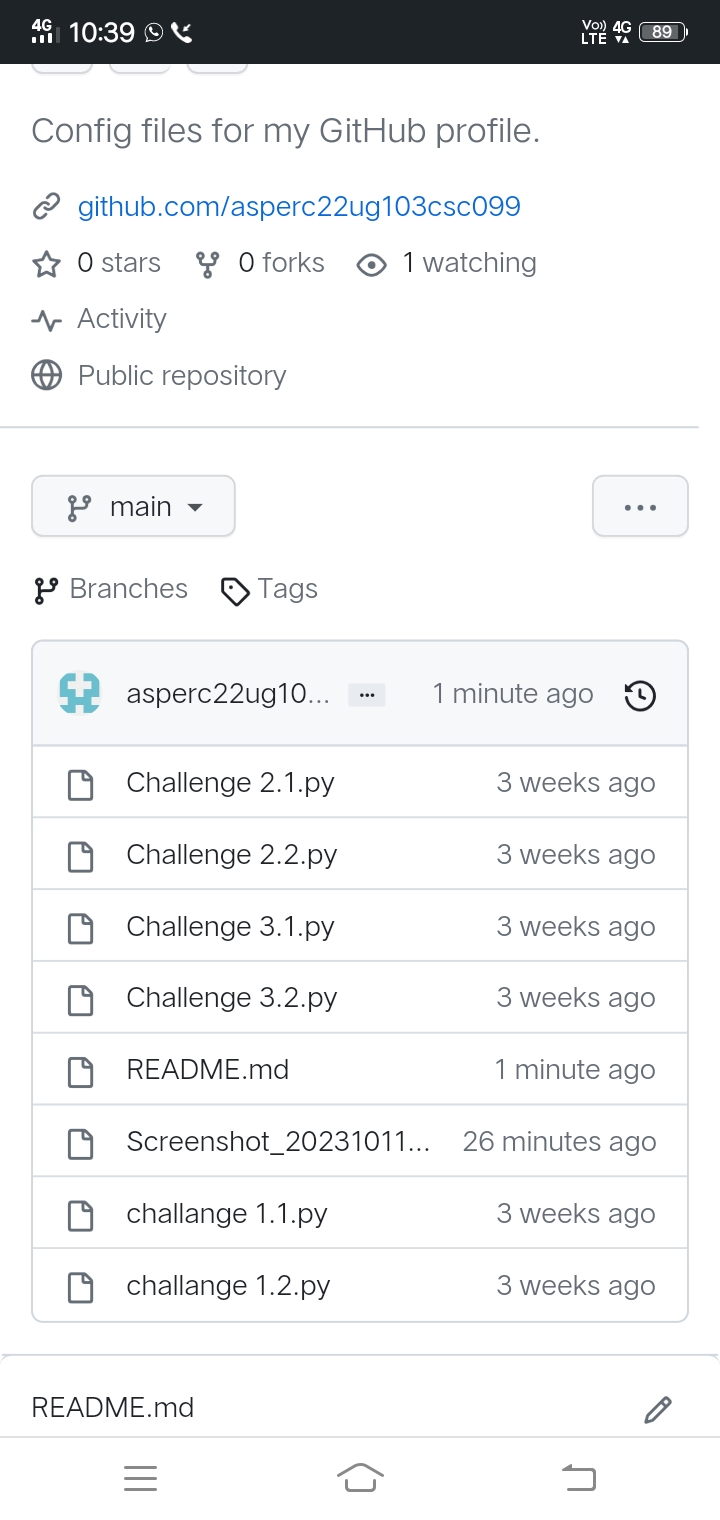 4G 10:39 Vo)) LTE 4G 89
Config files for my GitHub profile.
github.com/asperc22ug103csc099
0 stars 0 forks 1 watching
Activity
Public repository
main ...
Branches Tags
asperc22ug10... ... 1 minute ago
Challenge 2.1.py 3 weeks ago
Challenge 2.2.py 3 weeks ago
Challenge 3.1.py 3 weeks ago
Challenge 3.2.py 3 weeks ago
README.md 1 minute ago
Screenshot_20231011... 26 minutes ago
challange 1.1.py 3 weeks ago
challange 1.2.py 3 weeks ago
README.md